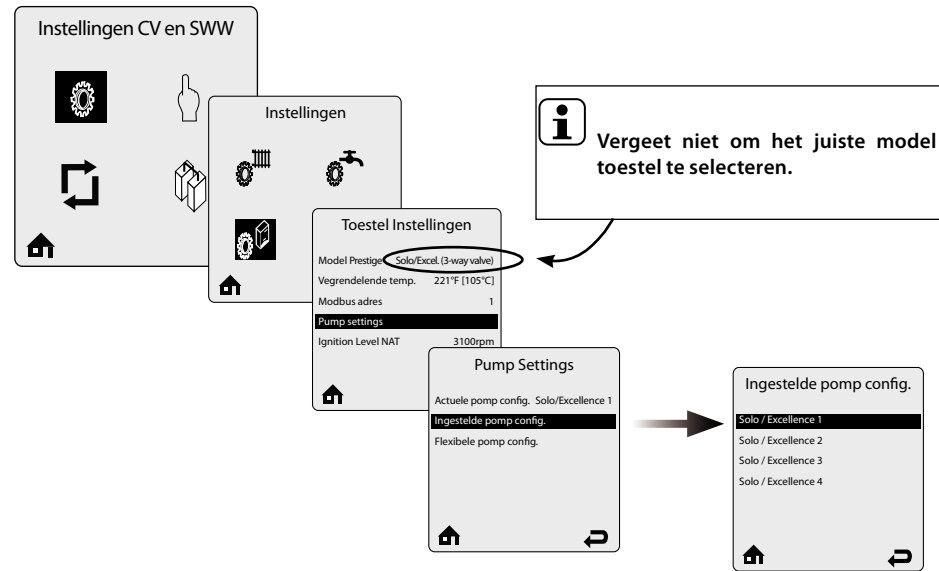 Instellingen CV en SWW
Instellingen
Vergeet niet om het juiste model
toestel te selecteren.
Toestel Instellingen
Model Prestige Solo/Excel. (3-way valve)
Vegrendelende temp. 221°F [105°C]
Modbus adres 1
Pump settings
Ignition Level NAT 3100rpm
Pump Settings
Actuele pomp config. Solo/Excellence 1
Ingestelde pomp config.
Flexibele pomp config.
Ingestelde pomp config.
Solo / Excellence 1
Solo / Excellence 2
Solo / Excellence 3
Solo / Excellence 4